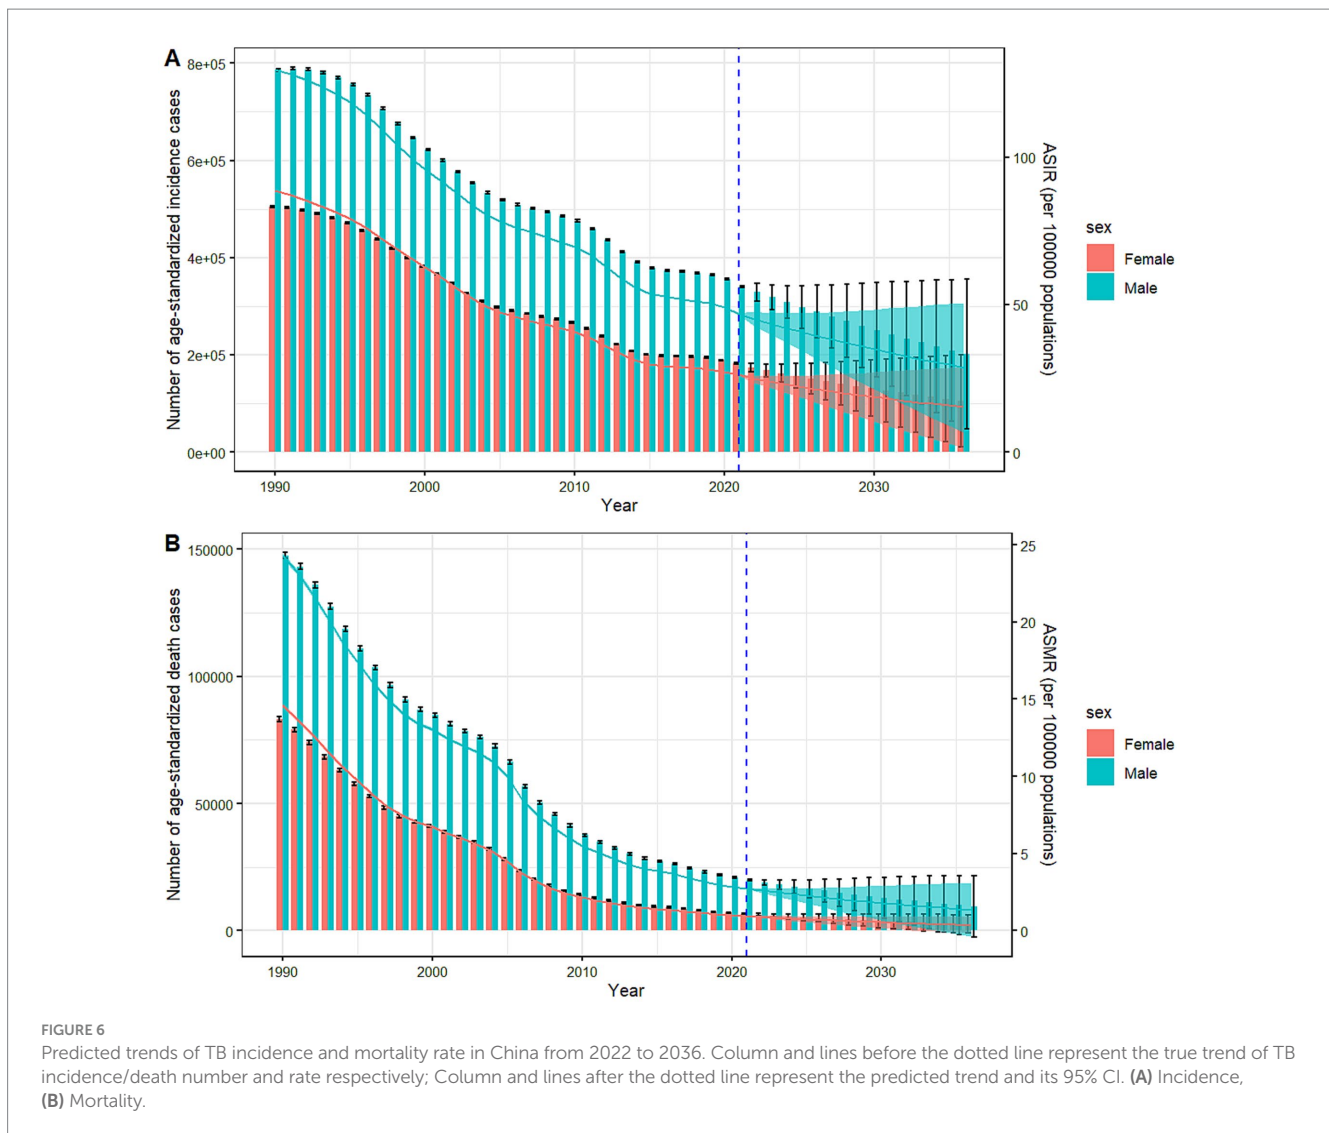 A
8e+05
6e+05
4e+05
2e+05
0e+00
Number of age-standardized incidence cases
100
50
0
ASIR (per 100000 populations)
1990
2000
2010
2020
2030
Year
sex
Female
Male
B
150000
100000
50000
0
Number of age-standardized death cases
25
20
15
10
5
0
ASMR (per 100000 populations)
1990
2000
2010
2020
2030
Year
sex
Female
Male
FIGURE 6
Predicted trends of TB incidence and mortality rate in China from 2022 to 2036. Column and lines before the dotted line represent the true trend of TB
incidence/death number and rate respectively; Column and lines after the dotted line represent the predicted trend and its 95% CI. (A) Incidence,
(B) Mortality.